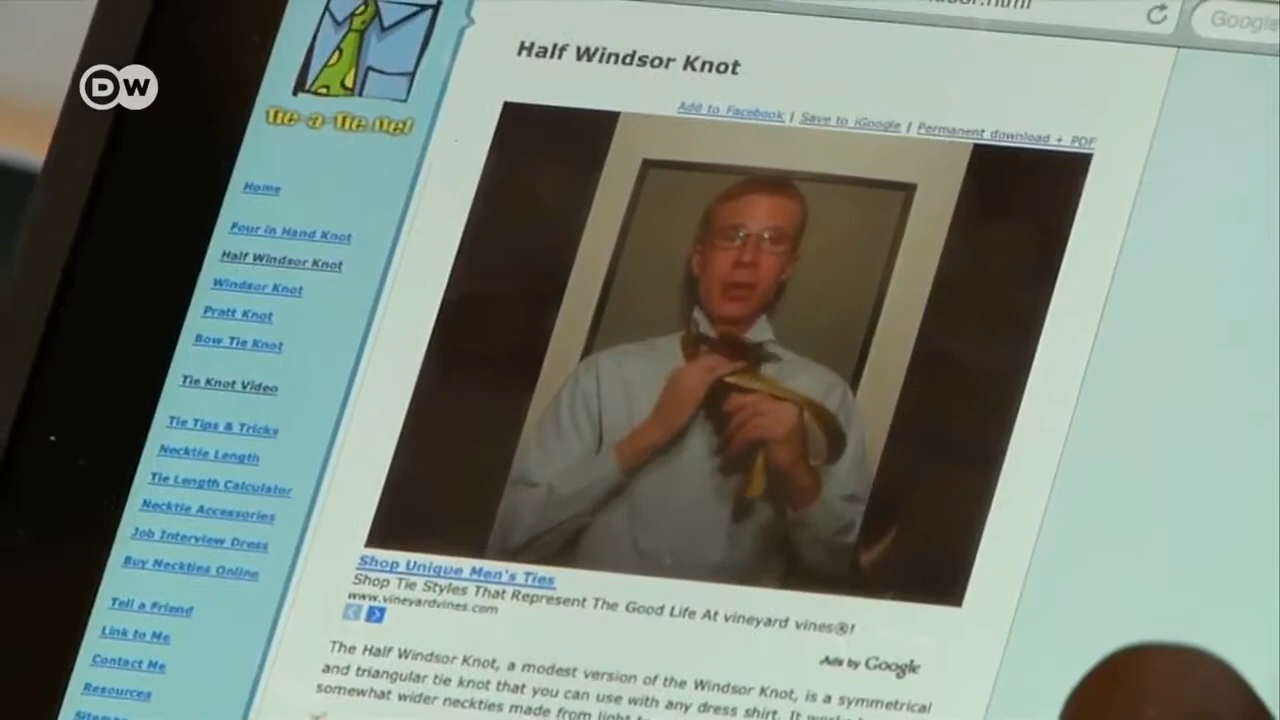 DW
Google
Tie-a-Tie.net
Half Windsor Knot
Add to Facebook | Save to iGoogle | Permanent download + PDF
Home
Four in Hand Knot
Half Windsor Knot
Windsor Knot
Pratt Knot
Bow Tie Knot
Tie Knot Video
Tie Tips & Tricks
Necktie Length
Tie Length Calculator
Necktie Accessories
Job Interview Dress
Buy Neckties Online
Tell a Friend
Link to Me
Contact Me
Resources
Shop Unique Men's Ties
Shop Tie Styles That Represent The Good Life At vineyard vines®!
www.vineyardvines.com
Ads by Google
The Half Windsor Knot, a modest version of the Windsor Knot, is a symmetrical
and triangular tie knot that you can use with any dress shirt. It
somewhat wider neckties made from light